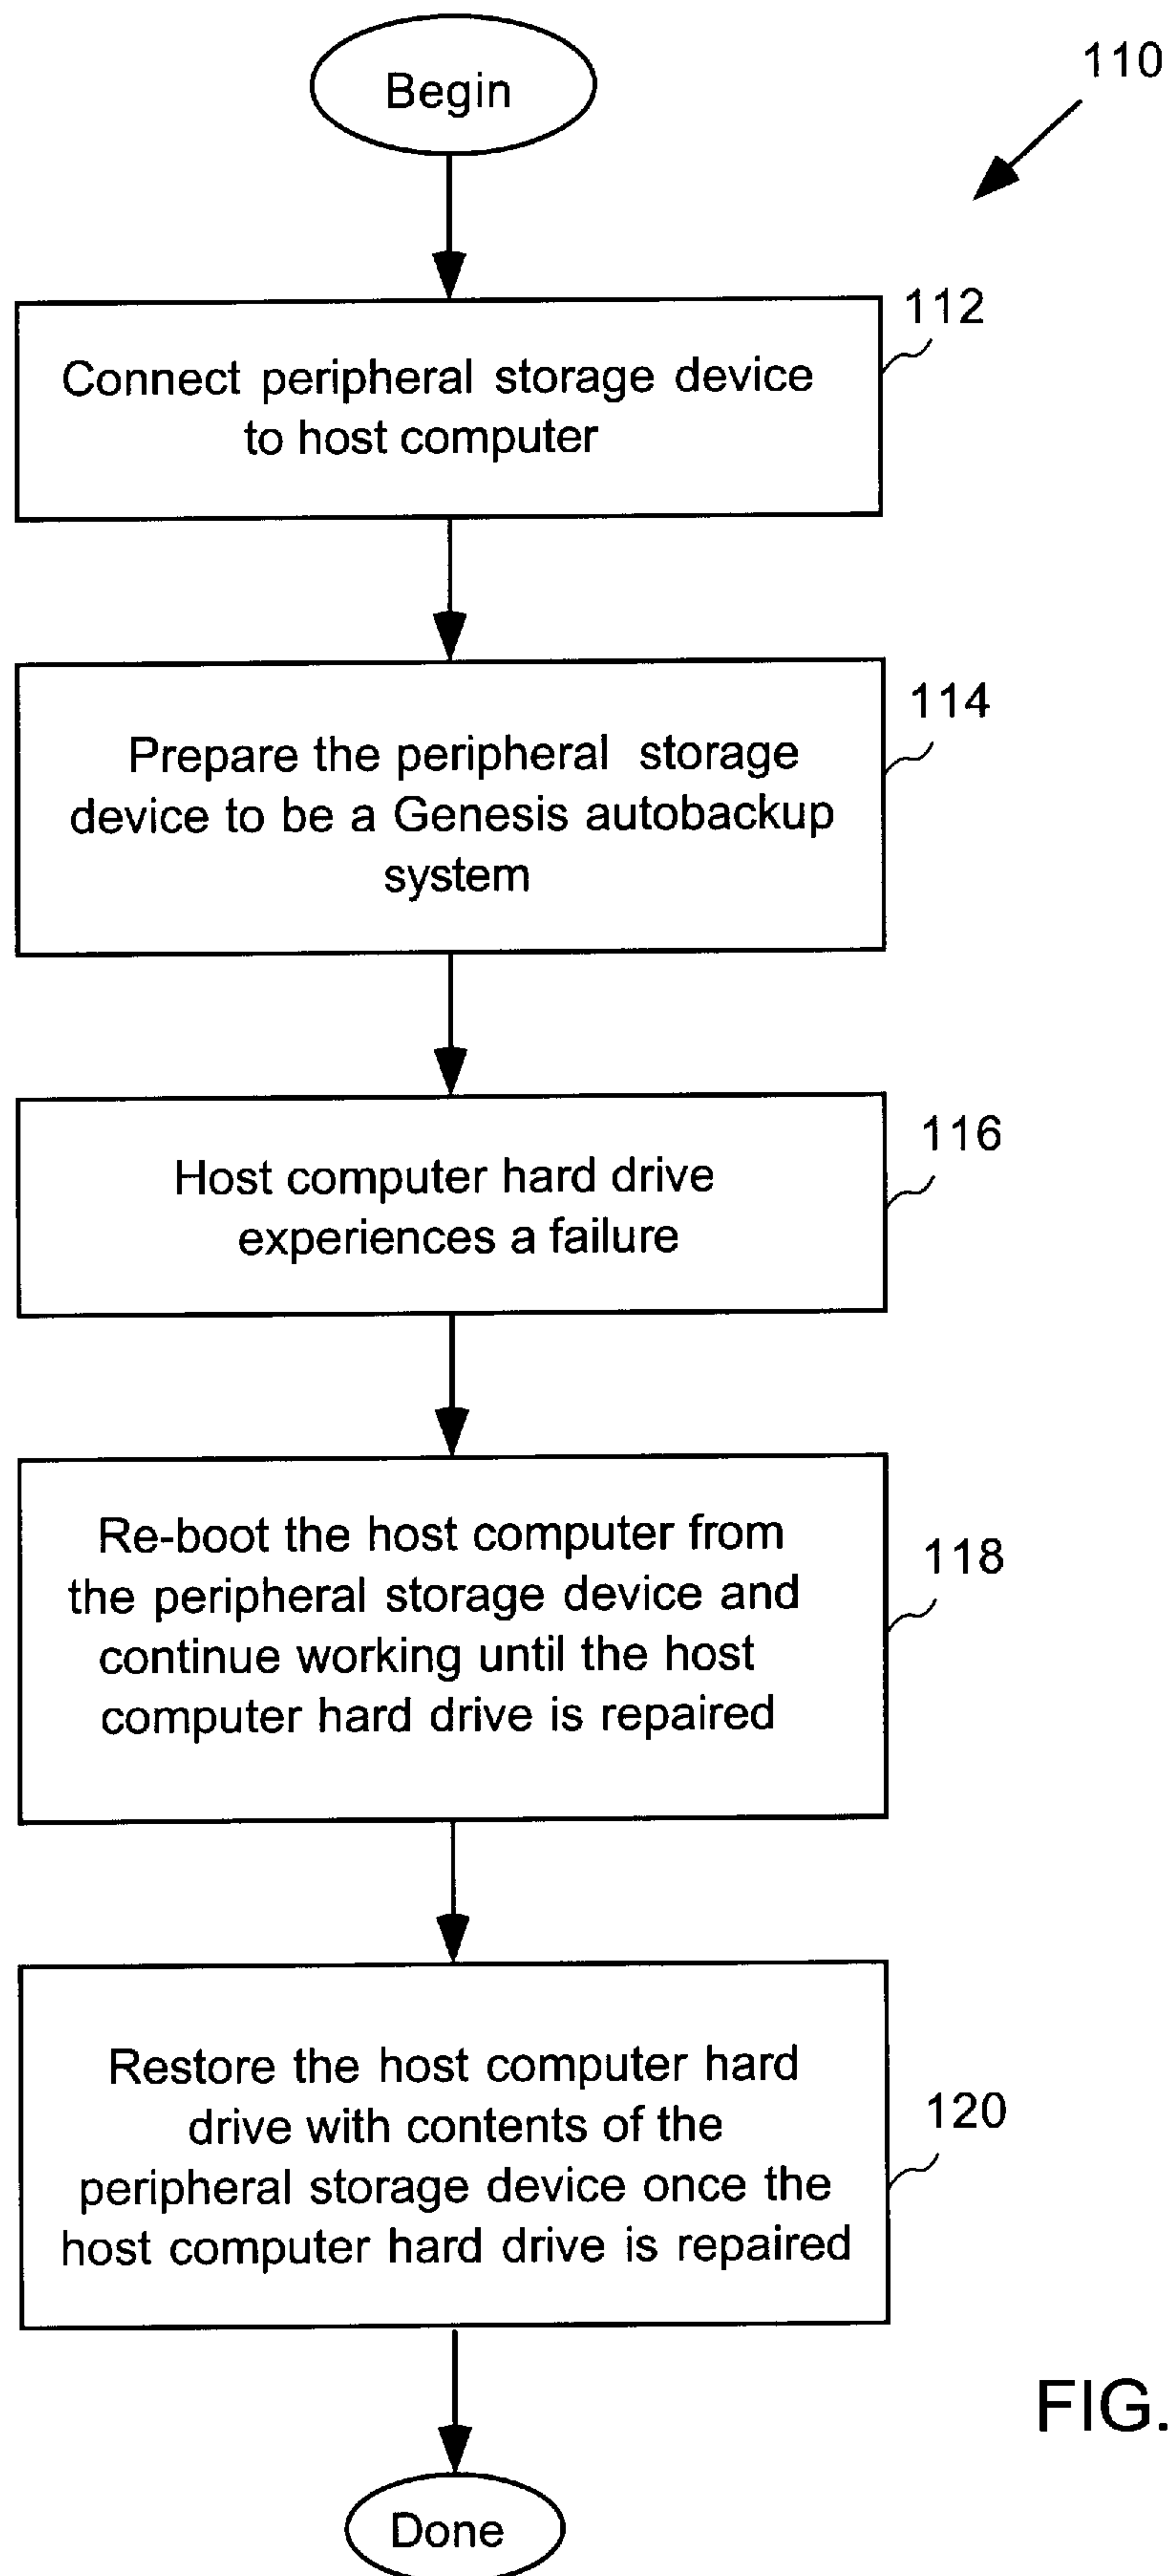 Begin
110
112
Connect peripheral storage device
to host computer
114
Prepare the peripheral storage
device to be a Genesis autobackup
system
116
Host computer hard drive
experiences a failure
118
Re-boot the host computer from
the peripheral storage device and
continue working until the host
computer hard drive is repaired
120
Restore the host computer hard
drive with contents of the
peripheral storage device once the
host computer hard drive is repaired
FIG.
Done